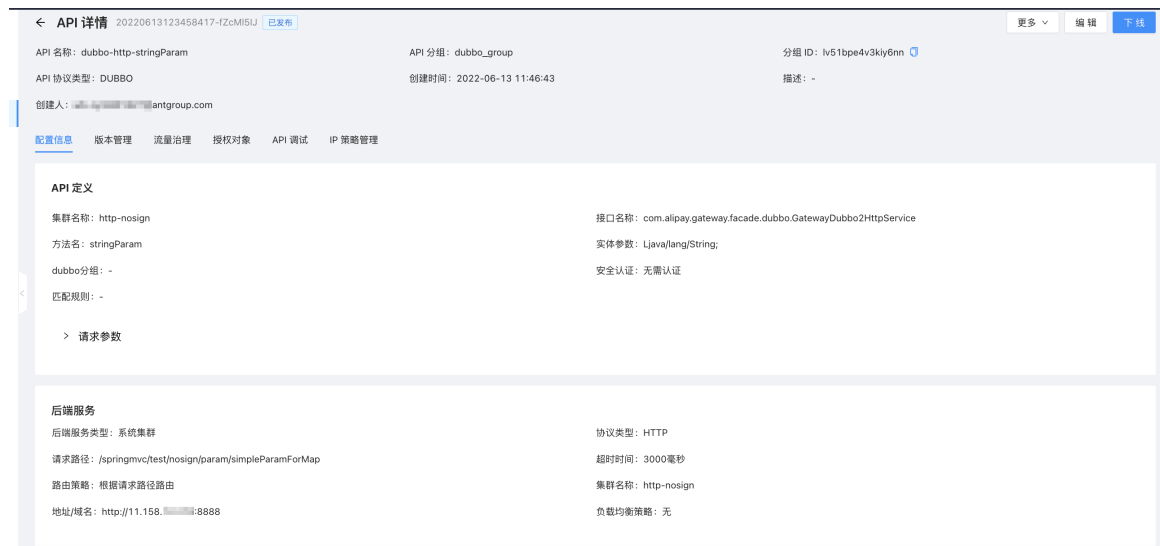 ← API 详情 20220613123458417-fZcMI5IJ 已发布 更多 编辑 下线
API 名称：dubbo-http-stringParam API 分组：dubbo_group 分组 ID：lv51bpe4v3kiy6nn
API 协议类型：DUBBO 创建时间：2022-06-13 11:46:43 描述：-
创建人： antgroup.com
配置信息 版本管理 流量治理 授权对象 API 调试 IP 策略管理
API 定义
集群名称：http-nosign 接口名称：com.alipay.gateway.facade.dubbo.GatewayDubbo2HttpService
方法名：stringParam 实体参数：Ljava/lang/String;
dubbo分组：- 安全认证：无需认证
匹配规则：-
> 请求参数
后端服务
后端服务类型：系统集群 协议类型：HTTP
请求路径：/springmvc/test/nosign/param/simpleParamForMap 超时时间：3000毫秒
路由策略：根据请求路径路由 集群名称：http-nosign
地址/域名：http://11.158. :8888 负载均衡策略：无